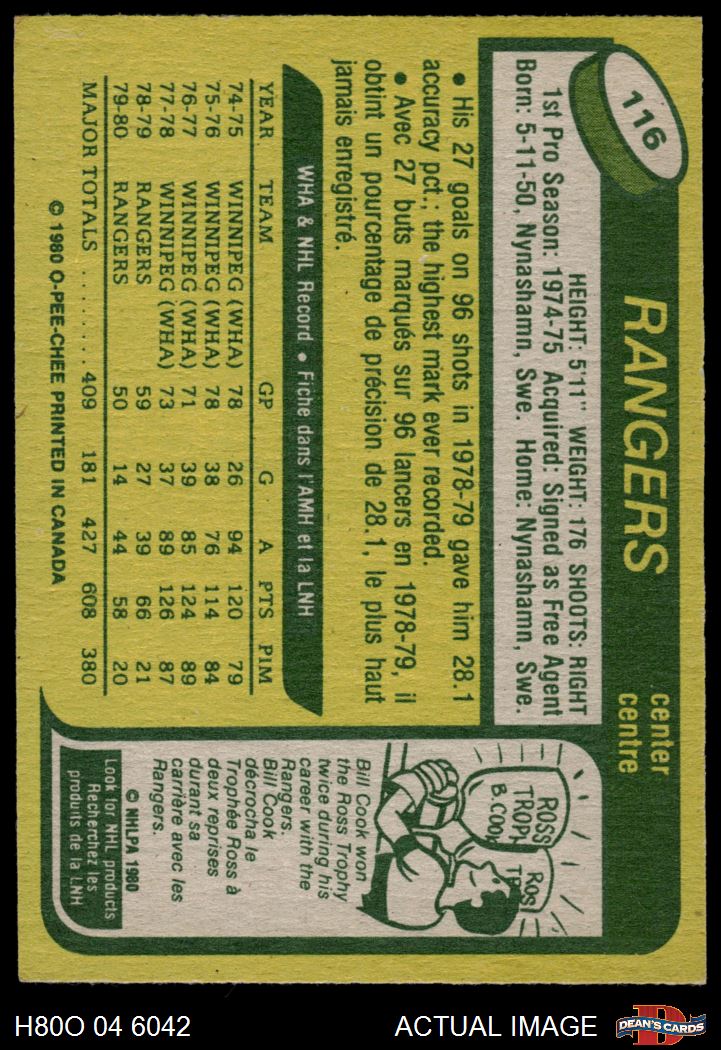 116
RANGERS
center
centre
HEIGHT: 5'11" WEIGHT: 176 SHOOTS: RIGHT
1st Pro Season: 1974-75 Acquired: Signed as Free Agent
Born: 5-11-50, Nynashamn, Swe. Home: Nynashamn, Swe.
• His 27 goals on 96 shots in 1978-79 gave him 28.1
accuracy pct.; the highest mark ever recorded.
• Avec 27 buts marqués sur 96 lancers en 1978-79, il
obtint un pourcentage de précision de 28.1, le plus haut
jamais enregistré.
WHA & NHL Record • Fiche dans l'AMH et la LNH
YEAR TEAM GP G A PTS PIM
74-75 WINNIPEG (WHA) 78 26 94 120 79
75-76 WINNIPEG (WHA) 78 38 76 114 84
76-77 WINNIPEG (WHA) 71 39 85 124 89
77-78 WINNIPEG (WHA) 73 37 89 126 87
78-79 RANGERS 59 27 39 66 21
79-80 RANGERS 50 14 44 58 20
MAJOR TOTALS ........ 409 181 427 608 380
© 1980 O-PEE-CHEE PRINTED IN CANADA
ROSS
TROPH
B.COOK
ROS
TR
Bill Cook won
the Ross Trophy
twice during his
career with the
Rangers.
Bill Cook
décrocha le
Trophée Ross à
deux reprises
durant sa
carrière avec les
Rangers.
© NHLPA 1980
Look for NHL products
Recherchez les
produits de la LNH
H80O 04 6042
ACTUAL IMAGE
D
DEAN'S CARDS